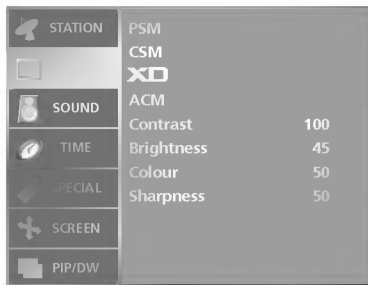 STATION
SOUND
TIME
SPECIAL
SCREEN
PIP/DW
PSM
CSM
XD
ACM
Contrast 100
Brightness 45
Colour 50
Sharpness 50